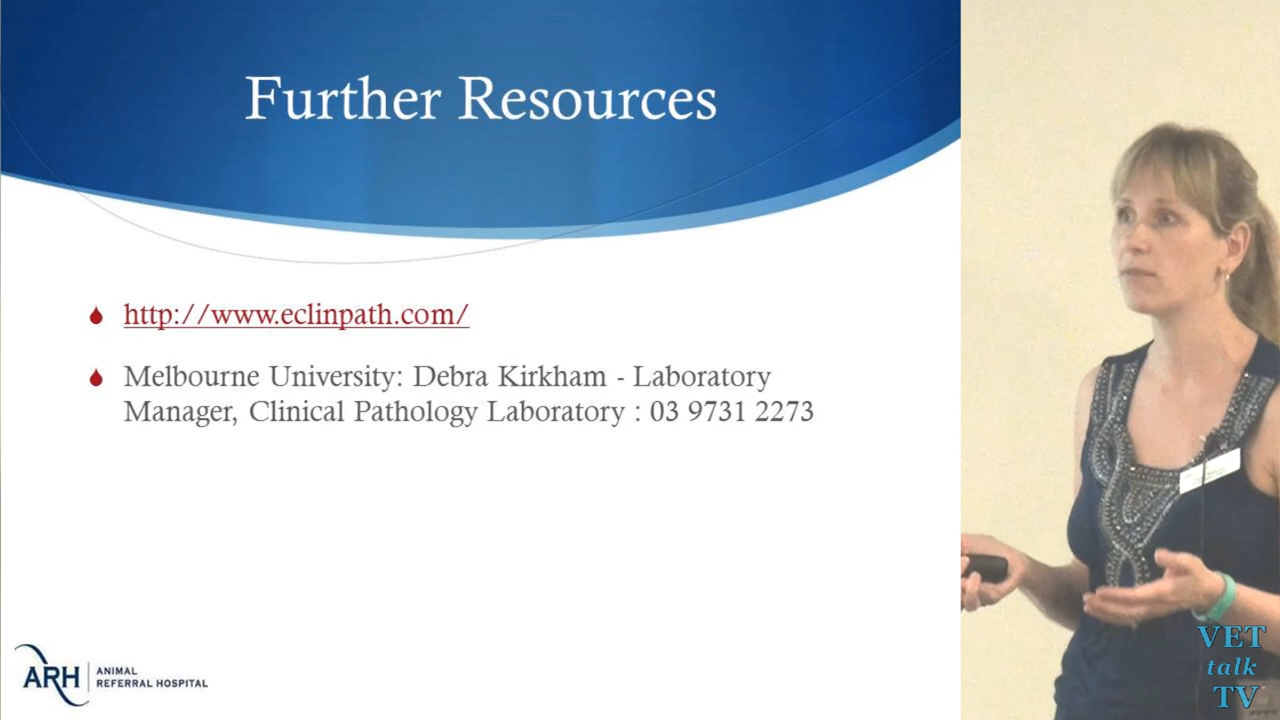 Further Resources
http://www.eclinpath.com/
Melbourne University: Debra Kirkham - Laboratory
Manager, Clinical Pathology Laboratory : 03 9731 2273
ARH
ANIMAL
REFERRAL HOSPITAL
VET
talk
TV